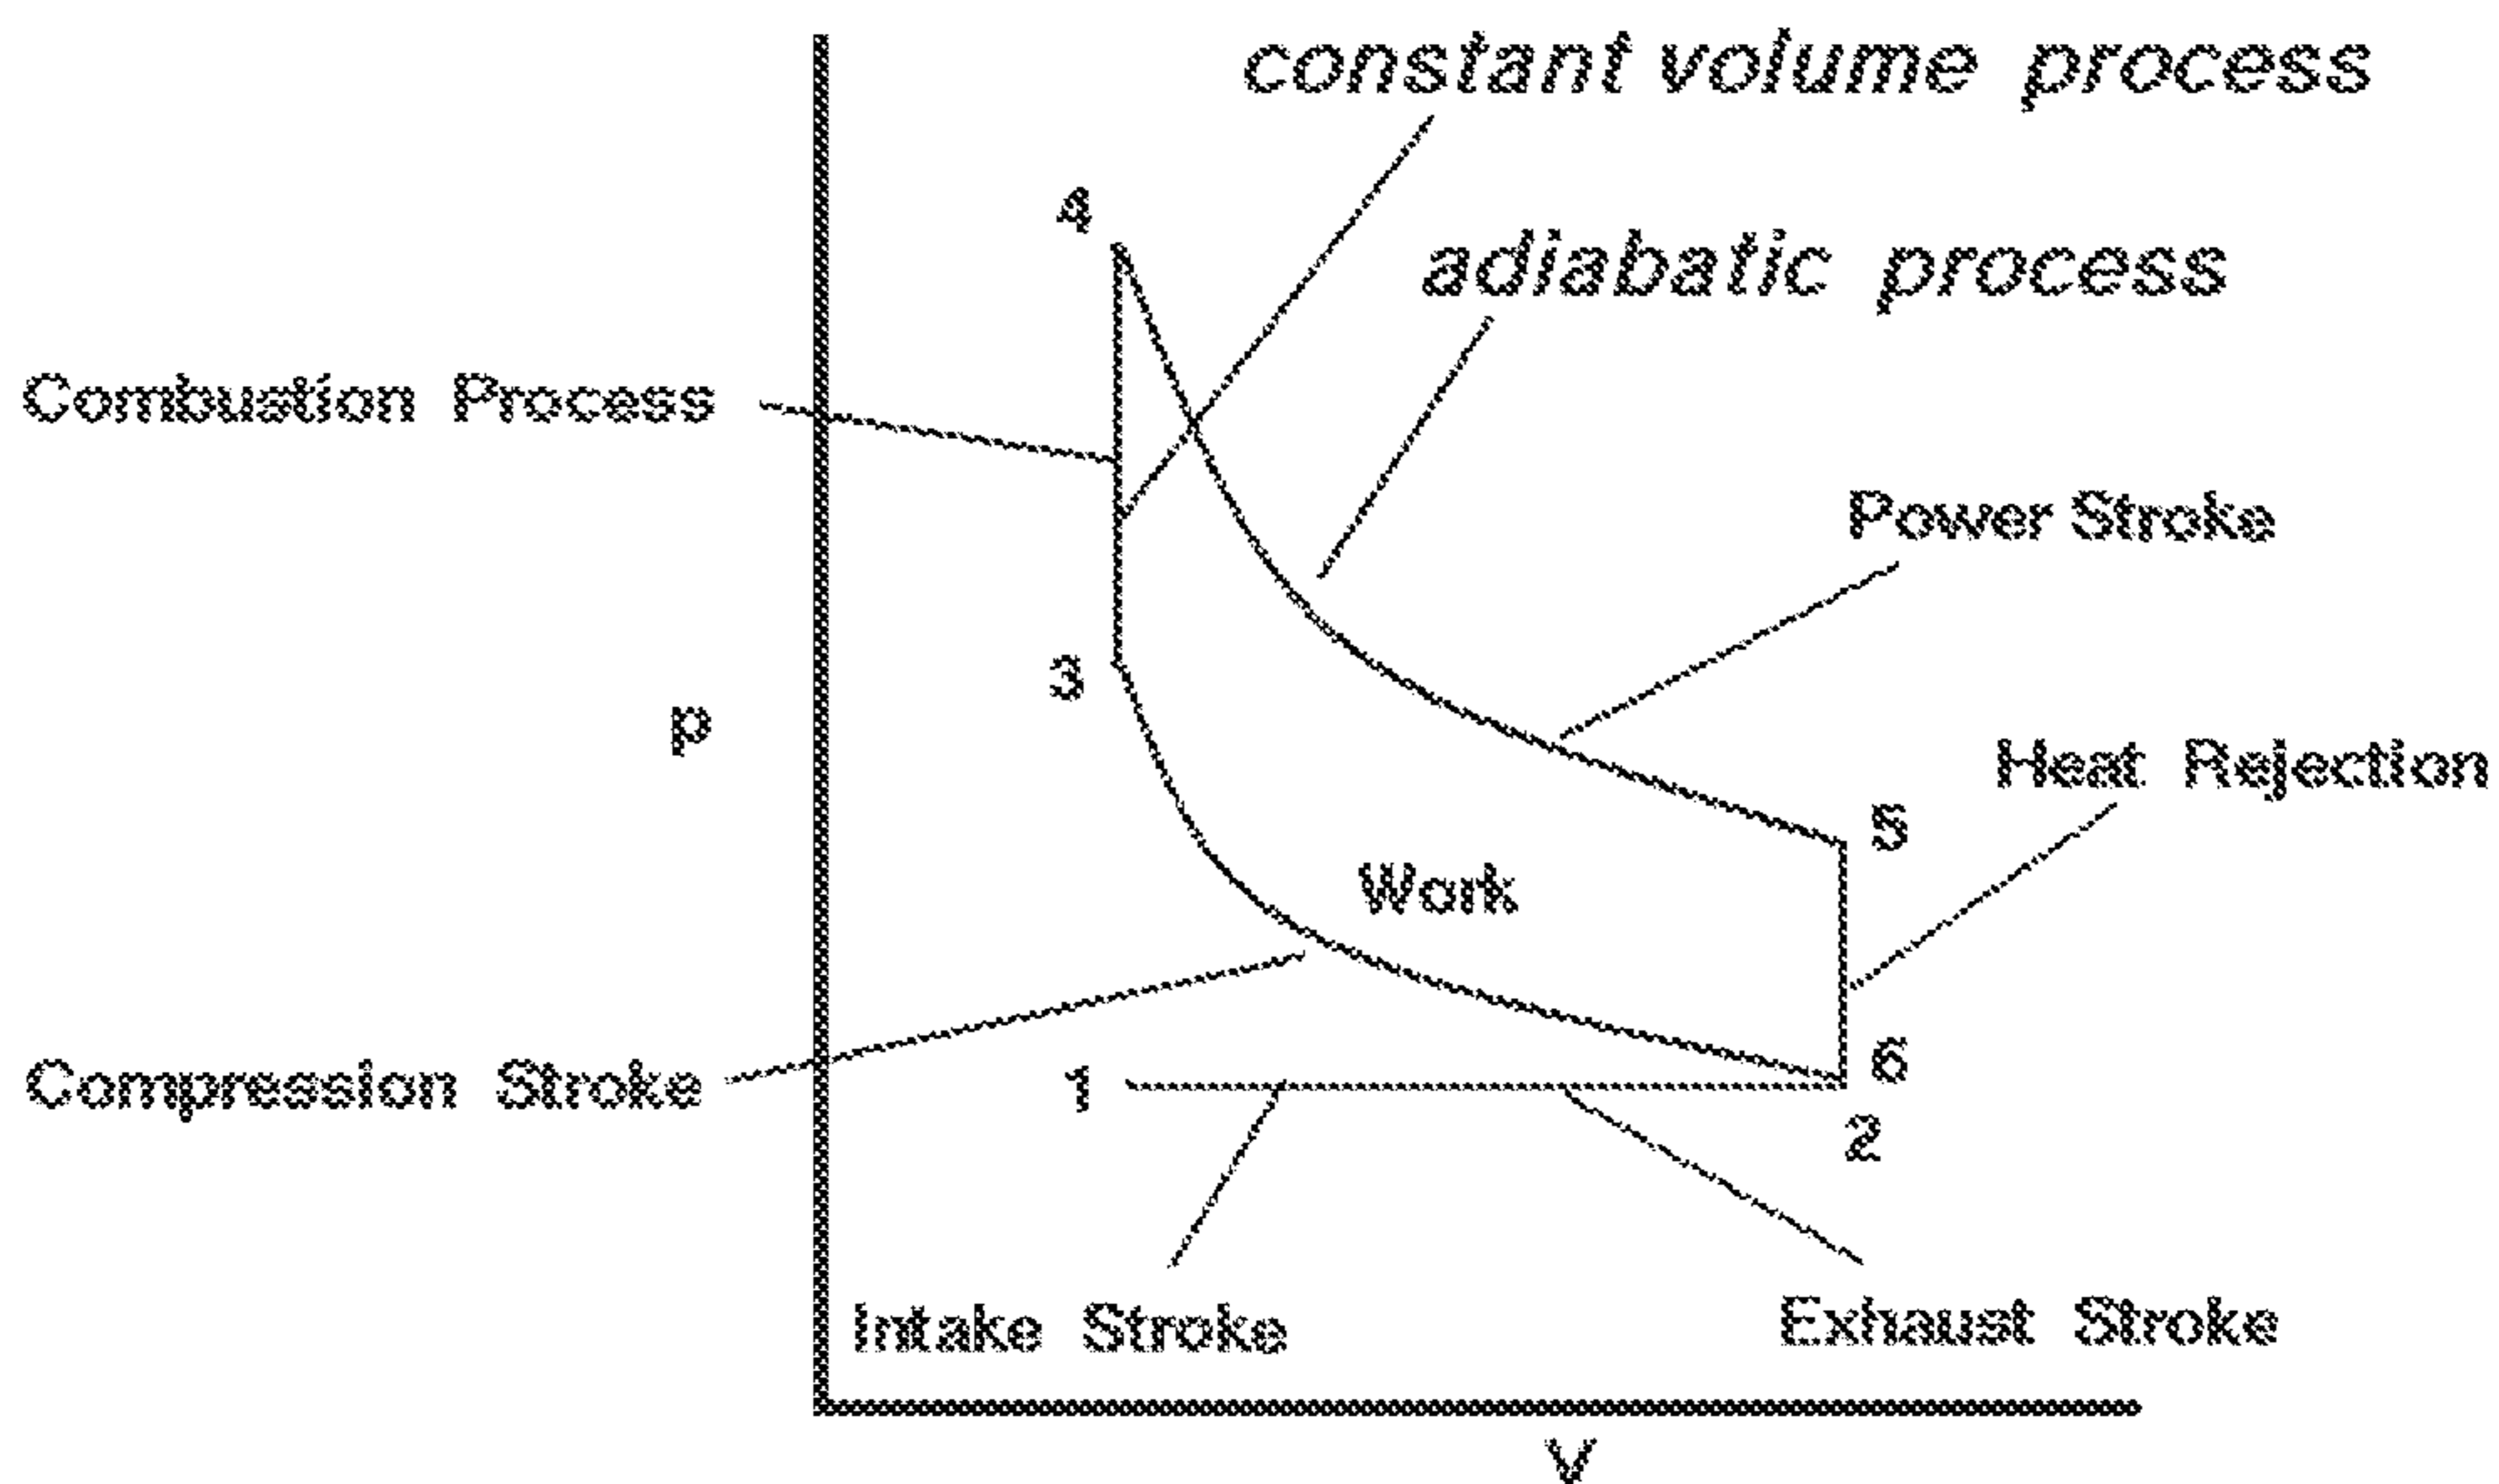 constant volume process
4
adiabatic process
Combuation Process
Power Stroke
3
p
Heat Rejection
5
Work
6
Compression Stroke
1
2
Intake Stroke
Exhaust Stroke
V